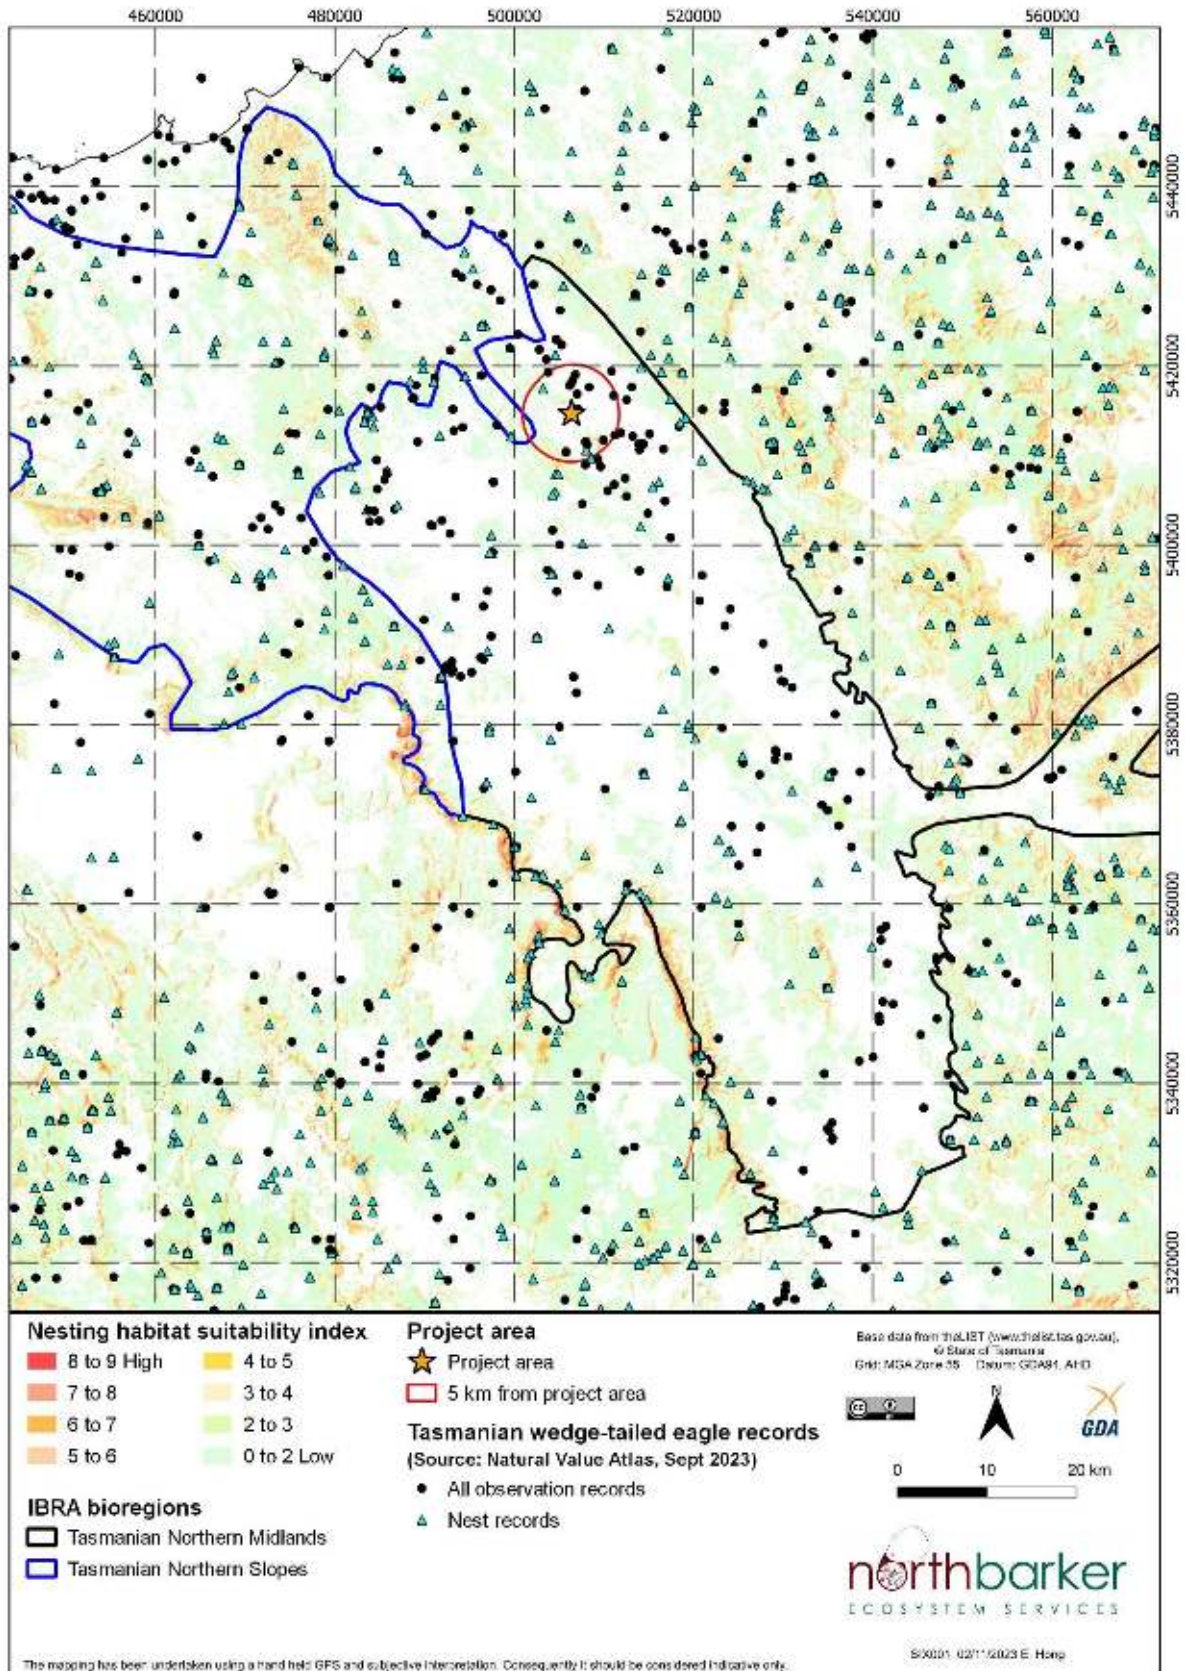 460000 480000 500000 520000 540000 560000
5440000
5420000
5400000
5380000
5360000
5340000
5320000
Nesting habitat suitability index
8 to 9 High
7 to 8
6 to 7
5 to 6
4 to 5
3 to 4
2 to 3
0 to 2 Low
IBRA bioregions
Tasmanian Northern Midlands
Tasmanian Northern Slopes
Project area
Project area
5 km from project area
Tasmanian wedge-tailed eagle records
(Source: Natural Value Atlas, Sept 2023)
All observation records
Nest records
Base data from theLIST (www.thelist.tas.gov.au),
© State of Tasmania
Grid: MGA Zone 55 Datum: GDA94, AHD
cc
N
GDA
0 10 20 km
northbarker
ECOSYSTEM SERVICES
SIX001 02/11/2023 E. Hong
The mapping has been undertaken using a hand held GPS and subjective interpretation. Consequently it should be considered indicative only.